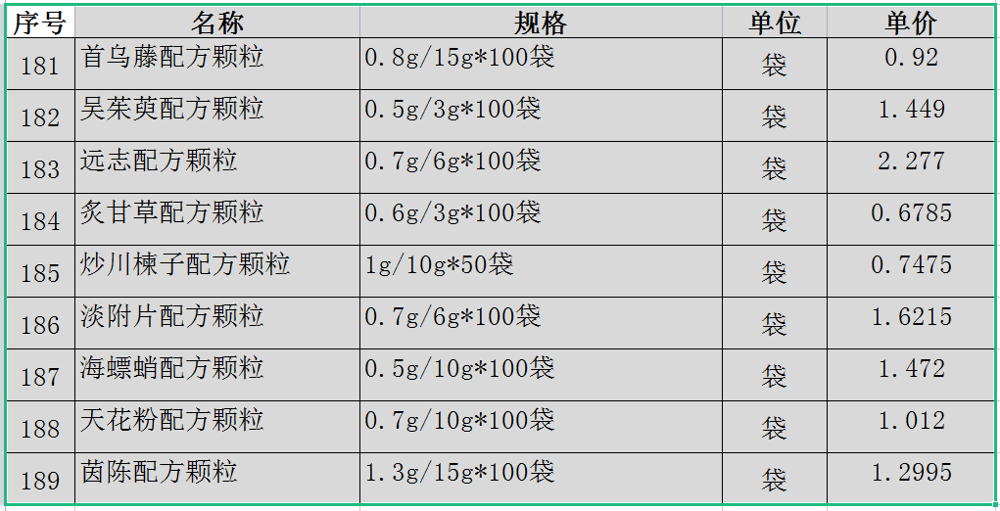 序号 名称 规格 单位 单价
181 首乌藤配方颗粒 0.8g/15g*100袋 袋 0.92
182 吴茱萸配方颗粒 0.5g/3g*100袋 袋 1.449
183 远志配方颗粒 0.7g/6g*100袋 袋 2.277
184 炙甘草配方颗粒 0.6g/3g*100袋 袋 0.6785
185 炒川楝子配方颗粒 1g/10g*50袋 袋 0.7475
186 淡附片配方颗粒 0.7g/6g*100袋 袋 1.6215
187 海螵蛸配方颗粒 0.5g/10g*100袋 袋 1.472
188 天花粉配方颗粒 0.7g/10g*100袋 袋 1.012
189 茵陈配方颗粒 1.3g/15g*100袋 袋 1.2995